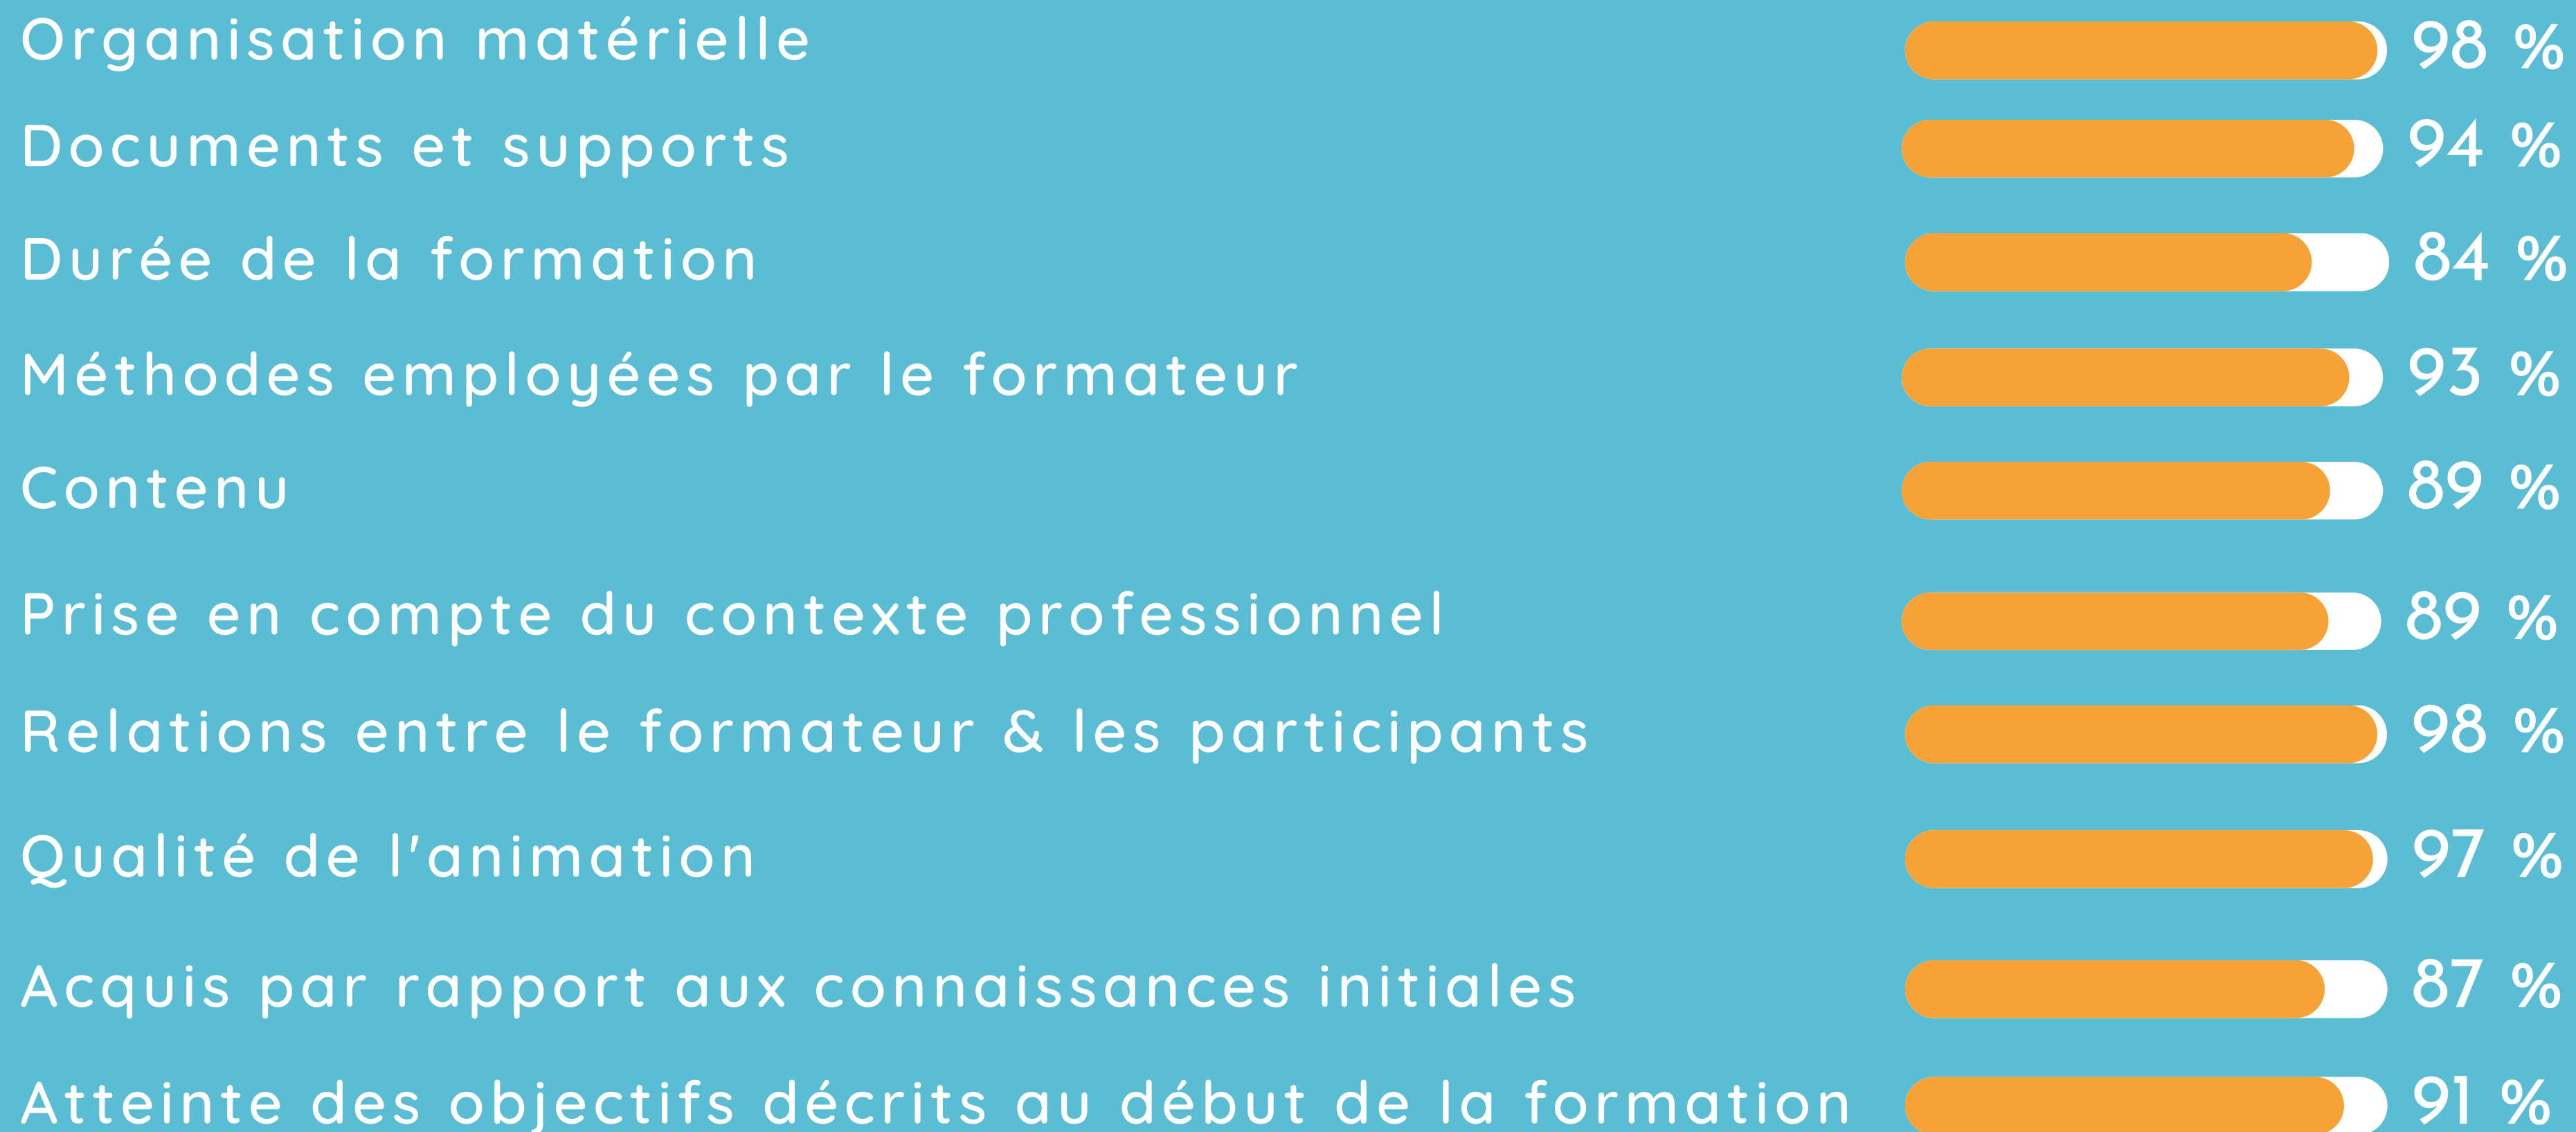 Organisation matérielle 98 %
Documents et supports 94 %
Durée de la formation 84 %
Méthodes employées par le formateur 93 %
Contenu 89 %
Prise en compte du contexte professionnel 89 %
Relations entre le formateur & les participants 98 %
Qualité de l'animation 97 %
Acquis par rapport aux connaissances initiales 87 %
Atteinte des objectifs décrits au début de la formation 91 %